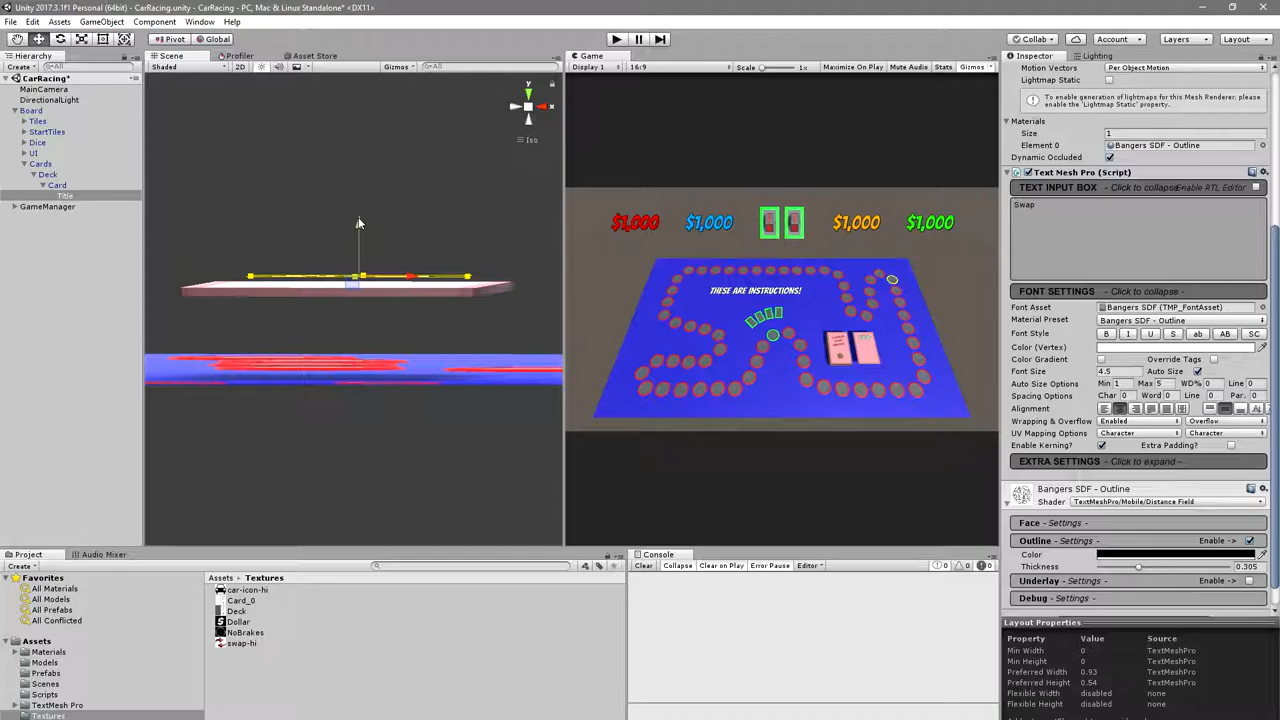 Unity 2017.3.1f1 Personal (64bit) - CarRacing.unity - CarRacing - PC, Mac & Linux Standalone* <DX11>
File Edit Assets GameObject Component Window Help
Pivot Global Collab Account Layers Layout
Hierarchy Scene Profiler Asset Store Game Inspector Lighting
Create All Shaded 2D Gizmos All Display 1 16:9 Scale 1x Maximize On Play Mute Audio Stats Gizmos
CarRacing*
MainCamera
DirectionalLight
Board
Tiles
StartTiles
Dice
UI
Cards
Deck
Card
Title
GameManager
y
x
Iso
$1,000 $1,000 $1,000 $1,000
THESE ARE INSTRUCTIONS!
Motion Vectors Per Object Motion
Lightmap Static
To enable generation of lightmaps for this Mesh Renderer, please
enable the 'Lightmap Static' property.
Materials
Size 1
Element 0 Bangers SDF - Outline
Dynamic Occluded
Text Mesh Pro (Script)
TEXT INPUT BOX - Click to collapse - Enable RTL Editor
Swap
FONT SETTINGS - Click to collapse -
Font Asset Bangers SDF (TMP_FontAsset)
Material Preset Bangers SDF - Outline
Font Style B I U S ab AB SC
Color (Vertex)
Color Gradient Override Tags
Font Size 4.5 Auto Size
Auto Size Options Min 1 Max 5 WD% 0 Line 0
Spacing Options Char 0 Word 0 Line 0 Par. 0
Alignment
Wrapping & Overflow Enabled Overflow
UV Mapping Options Character Character
Enable Kerning? Extra Padding?
EXTRA SETTINGS - Click to expand -
Bangers SDF - Outline
Shader TextMeshPro/Mobile/Distance Field
Face - Settings -
Outline - Settings - Enable ->
Color
Thickness 0.305
Underlay - Settings - Enable ->
Debug - Settings -
Layout Properties
Property Value Source
Min Width 0 TextMeshPro
Min Height 0 TextMeshPro
Preferred Width 0.93 TextMeshPro
Preferred Height 0.54 TextMeshPro
Flexible Width disabled none
Flexible Height disabled none
Project Audio Mixer
Create
Favorites
All Materials
All Models
All Prefabs
All Conflicted
Assets
Materials
Models
Prefabs
Scenes
Scripts
TextMesh Pro
Textures
Assets Textures
car-icon-hi
Card_0
Deck
Dollar
NoBrakes
swap-hi
Console
Clear Collapse Clear on Play Error Pause Editor 0 0 0